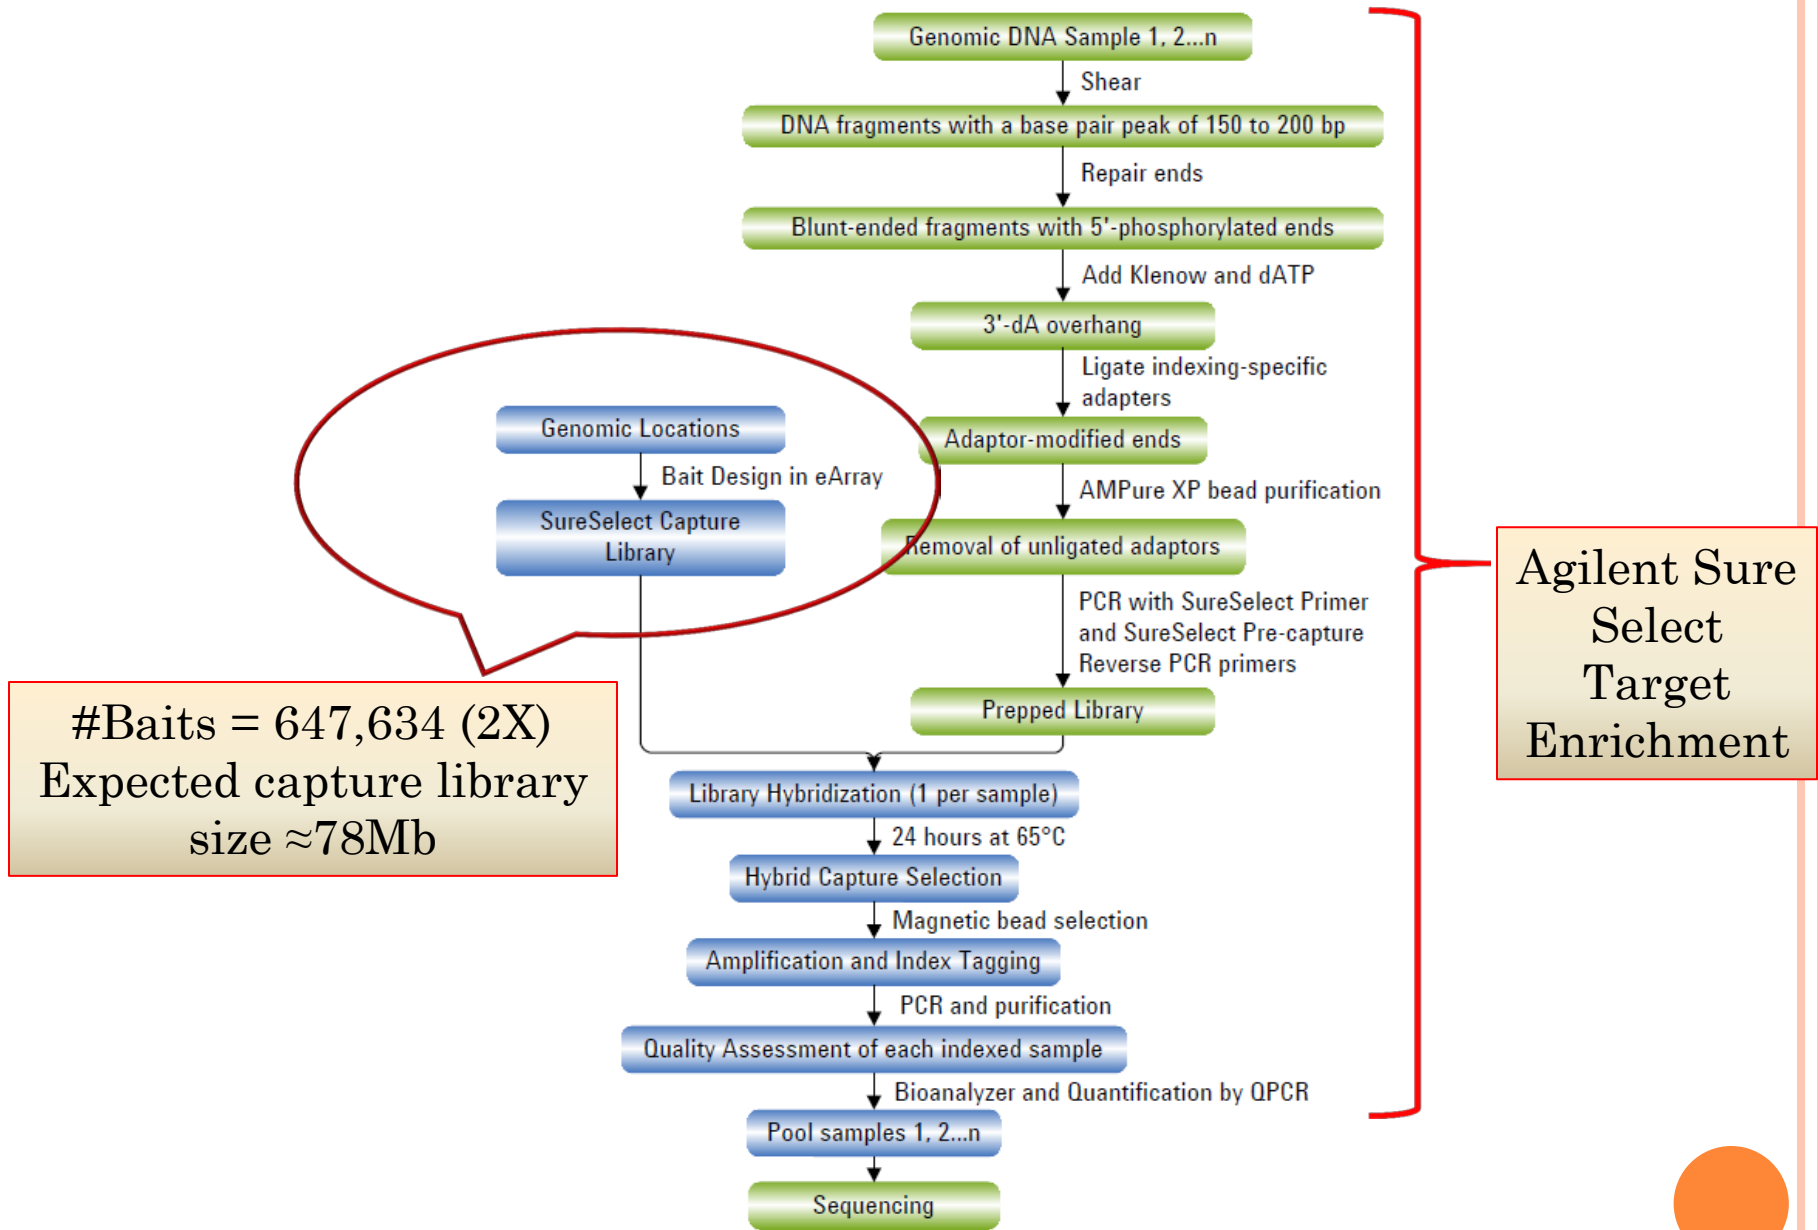 Genomic DNA Sample 1, 2...n
Shear
DNA fragments with a base pair peak of 150 to 200 bp
Repair ends
Blunt-ended fragments with 5'-phosphorylated ends
Add Klenow and dATP
3'-dA overhang
Ligate indexing-specific
adapters
Adaptor-modified ends
AMPure XP bead purification
Removal of unligated adaptors
PCR with SureSelect Primer
and SureSelect Pre-capture
Reverse PCR primers
Prepped Library
Genomic Locations
Bait Design in eArray
SureSelect Capture
Library
#Baits = 647,634 (2X)
Expected capture library
size ≈78Mb
Library Hybridization (1 per sample)
24 hours at 65°C
Hybrid Capture Selection
Magnetic bead selection
Amplification and Index Tagging
PCR and purification
Quality Assessment of each indexed sample
Bioanalyzer and Quantification by QPCR
Pool samples 1, 2...n
Sequencing
Agilent Sure
Select
Target
Enrichment